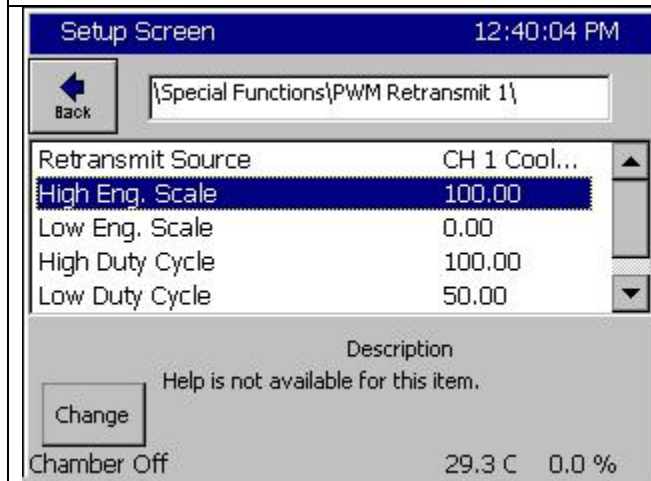 Setup Screen 12:40:04 PM
Back
\Special Functions\PWM Retransmit 1\
Retransmit Source CH 1 Cool...
High Eng. Scale 100.00
Low Eng. Scale 0.00
High Duty Cycle 100.00
Low Duty Cycle 50.00
Description
Help is not available for this item.
Change
Chamber Off 29.3 C 0.0 %